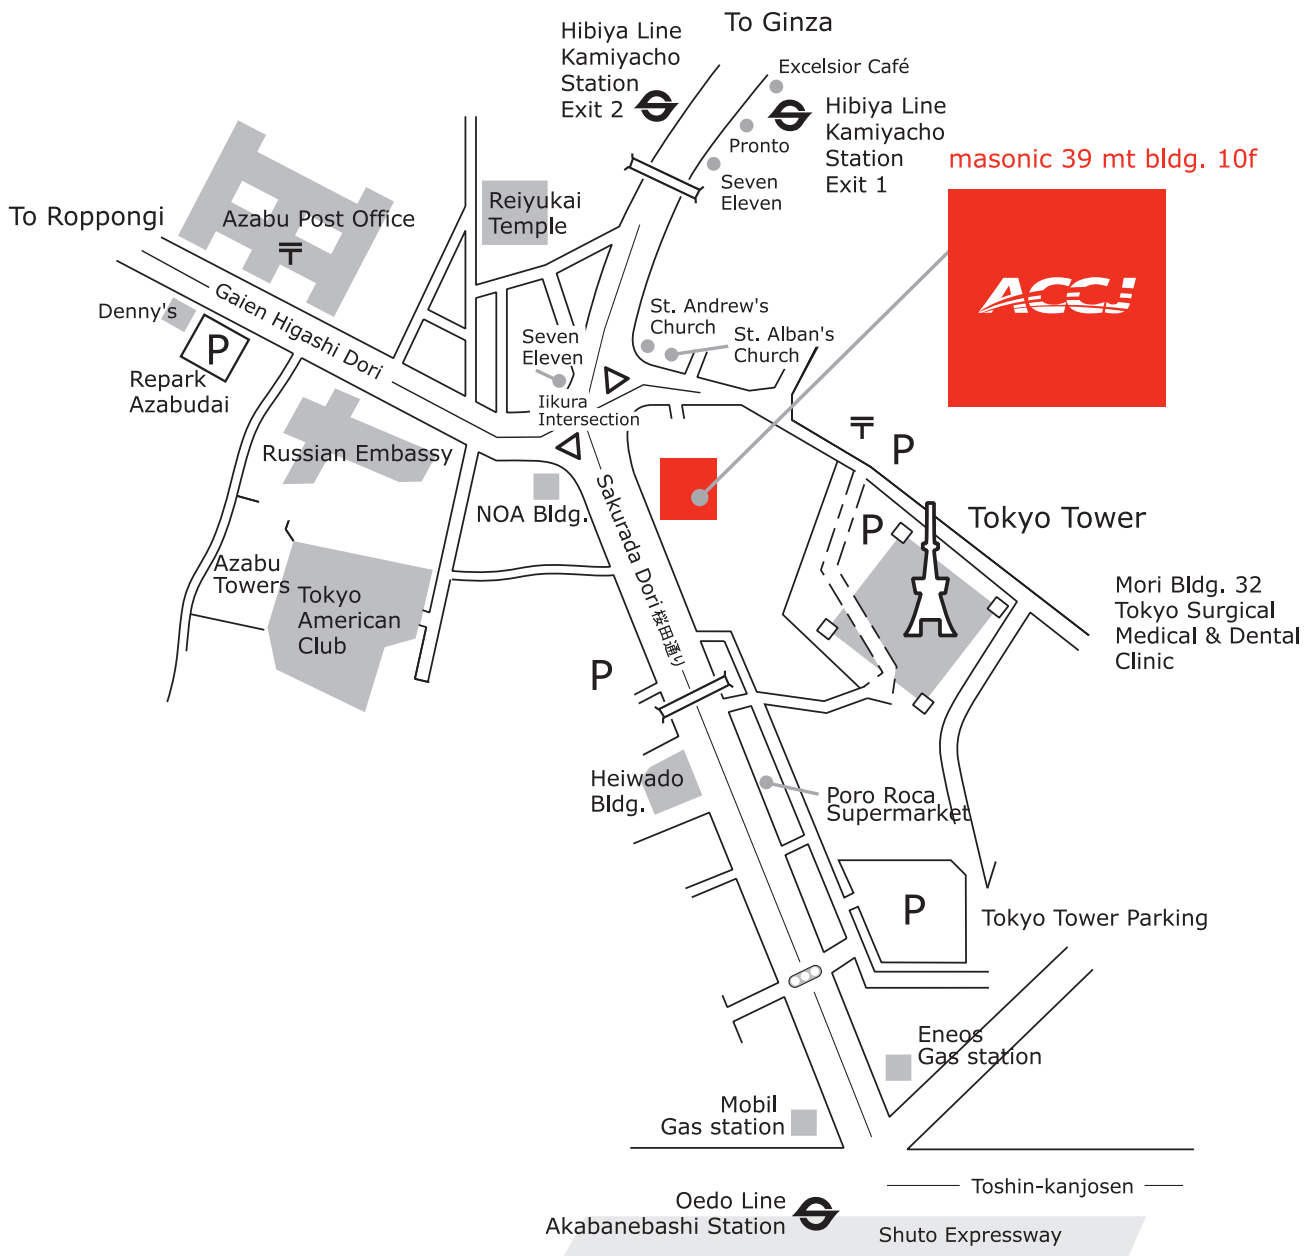 To Ginza
Hibiya Line
Kamiyacho
Station
Exit 2
Excelsior Café
Hibiya Line
Kamiyacho
Station
Exit 1
Pronto
Seven
Eleven
masonic 39 mt bldg. 10f
ACCJ
To Roppongi
Azabu Post Office
Reiyukai
Temple
Gaien Higashi Dori
Denny's
P
Repark
Azabudai
St. Andrew's
Church
St. Alban's
Church
Seven
Eleven
Iikura
Intersection
Russian Embassy
NOA Bldg.
Sakurada Dori 桜田通り
P
P
Tokyo Tower
Azabu
Towers
Tokyo
American
Club
Mori Bldg. 32
Tokyo Surgical
Medical & Dental
Clinic
P
Heiwado
Bldg.
Poro Roca
Supermarket
P
Tokyo Tower Parking
Eneos
Gas station
Mobil
Gas station
Toshin-kanjosen
Oedo Line
Akabanebashi Station
Shuto Expressway